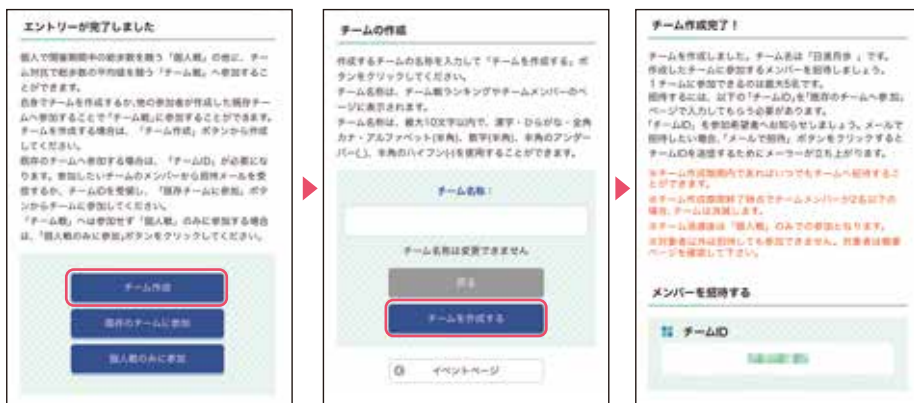 エントリーが完了しました
個人で開催期間中の総歩数を競う「個人戦」の他に、チー
ム対抗で総歩数の平均値を競う「チーム戦」へ参加するこ
とができます。
自身でチームを作成するか、他の参加者が作成した既存チー
ムへ参加することで「チーム戦」に参加することができます。
チームを作成する場合は、「チーム作成」ボタンから作成
してください。
既存のチームへ参加する場合は、「チームID」が必要にな
ります。参加したいチームのメンバーから招待メールを受
信するか、チームIDを受領し、「既存チームに参加」ボタ
ンからチームに参加してください。
「チーム戦」へは参加せず「個人戦」のみに参加する場合
は、「個人戦のみに参加」ボタンをクリックしてください。
チーム作成
既存のチームに参加
個人戦のみに参加
チームの作成
作成するチームの名称を入力して「チームを作成する」ボ
タンをクリックしてください。
チーム名称は、チーム戦ランキングやチームメンバーのペ
ージに表示されます。
チーム名称は、最大10文字以内で、漢字・ひらがな・全角
カナ・アルファベット(半角)、数字(半角)、半角のアンダー
バー(_)、半角のハイフン(-)を使用することができます。
チーム名称：
チーム名称は変更できません
戻る
チームを作成する
イベントページ
チーム作成完了！
チームを作成しました。チーム名は「日進月歩 」です。
作成したチームに参加するメンバーを招待しましょう。
1チームに参加できるのは最大5名です。
招待するには、以下の「チームID」を「既存のチームへ参加」
ページで入力してもらう必要があります。
「チームID」を参加希望者へお知らせしましょう。メールで
招待したい場合、「メールで招待」ボタンをクリックすると
チームIDを送信するためにメーラーが立ち上がります。
※チーム作成期間内であればいつでもチームへ招待するこ
とができます。
※チーム作成期間終了時点でチームメンバーが2名以下の
場合、チームは消滅します。
※チーム消滅後は「個人戦」のみでの参加となります。
※対象者以外は招待しても参加できません。対象者は概要
ページを確認して下さい。
メンバーを招待する
チームID